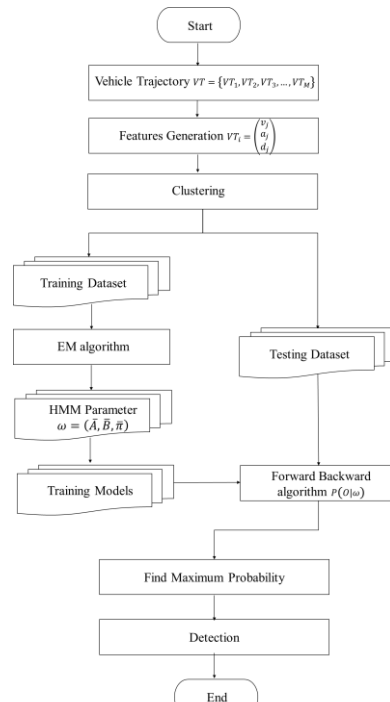 Start
Vehicle Trajectory VT = {VT₁, VT₂, VT₃, ..., VT_M}
Features Generation VTᵢ = (vⱼ
aⱼ
dⱼ)
Clustering
Training Dataset
EM algorithm
Testing Dataset
HMM Parameter
ω = (Ā, B̄, π̄)
Training Models
Forward Backward
algorithm P(O|ω)
Find Maximum Probability
Detection
End